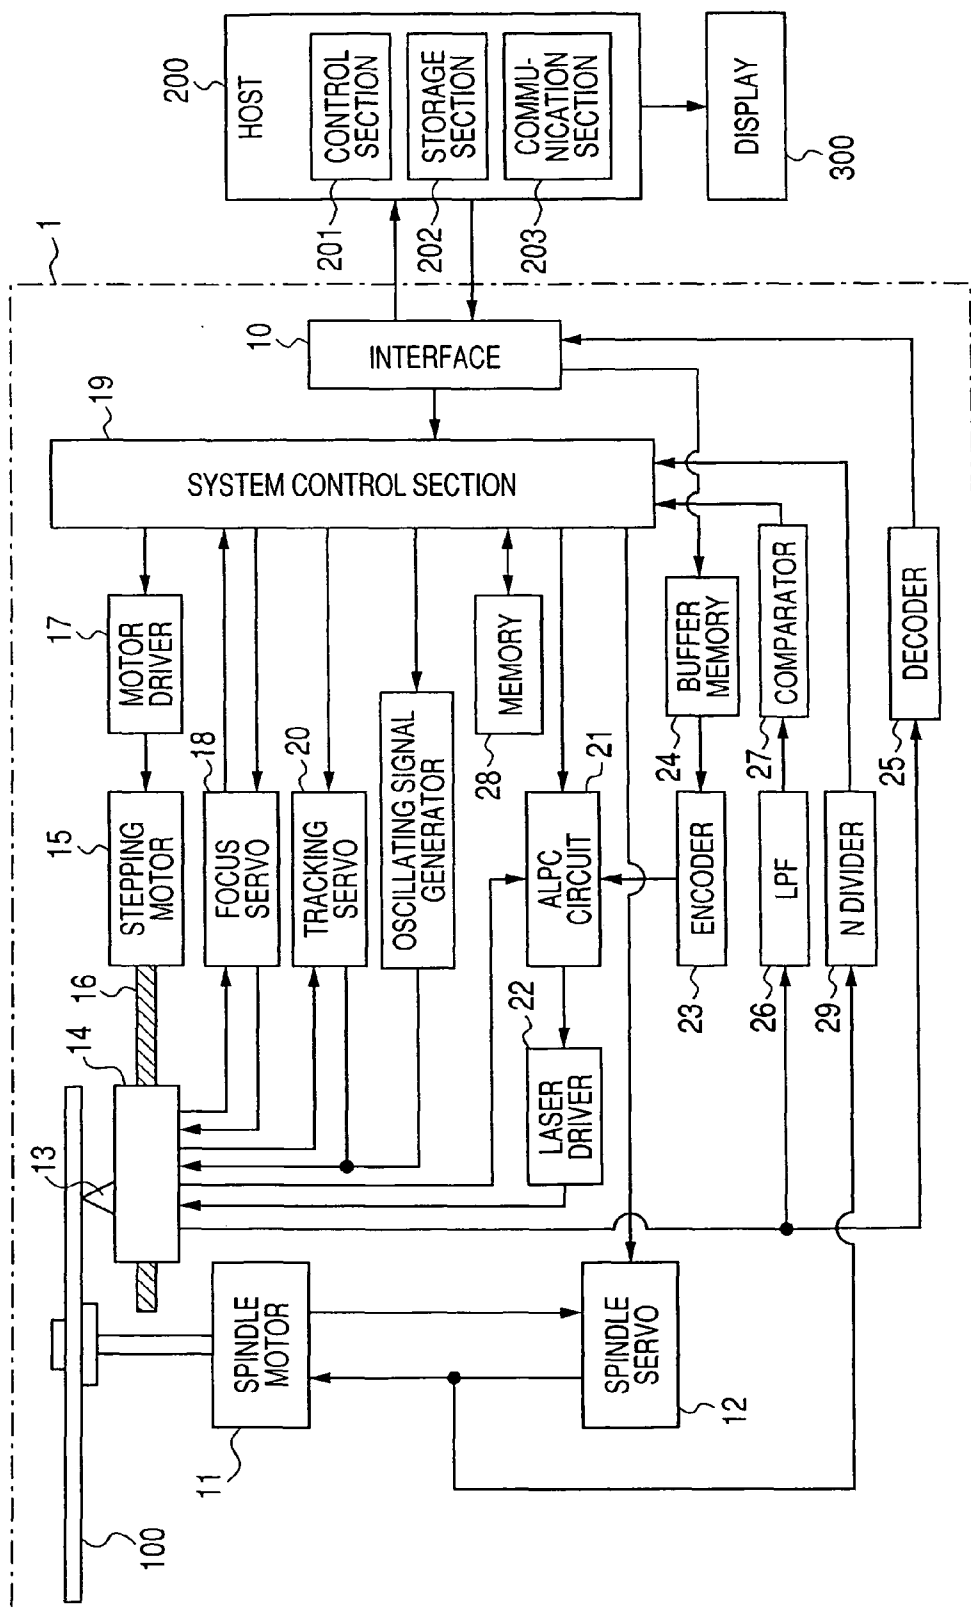 100
13
14
16
15
STEPPING
MOTOR
17
MOTOR
DRIVER
19
SYSTEM CONTROL SECTION
10
INTERFACE
1
200
HOST
201
CONTROL
SECTION
202
STORAGE
SECTION
203
COMMU-
NICATION
SECTION
DISPLAY
300
18
FOCUS
SERVO
20
TRACKING
SERVO
OSCILLATING SIGNAL
GENERATOR
28
MEMORY
11
SPINDLE
MOTOR
12
SPINDLE
SERVO
22
LASER
DRIVER
21
ALPC
CIRCUIT
23
ENCODER
24
BUFFER
MEMORY
26
LPF
27
COMPARATOR
29
N DIVIDER
25
DECODER